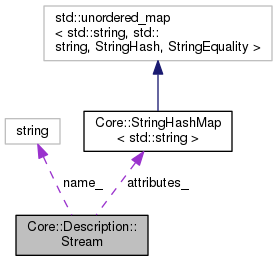 std::unordered_map
< std::string, std::
string, StringHash, StringEquality >
string
Core::StringHashMap
< std::string >
name_
attributes_
Core::Description::
Stream